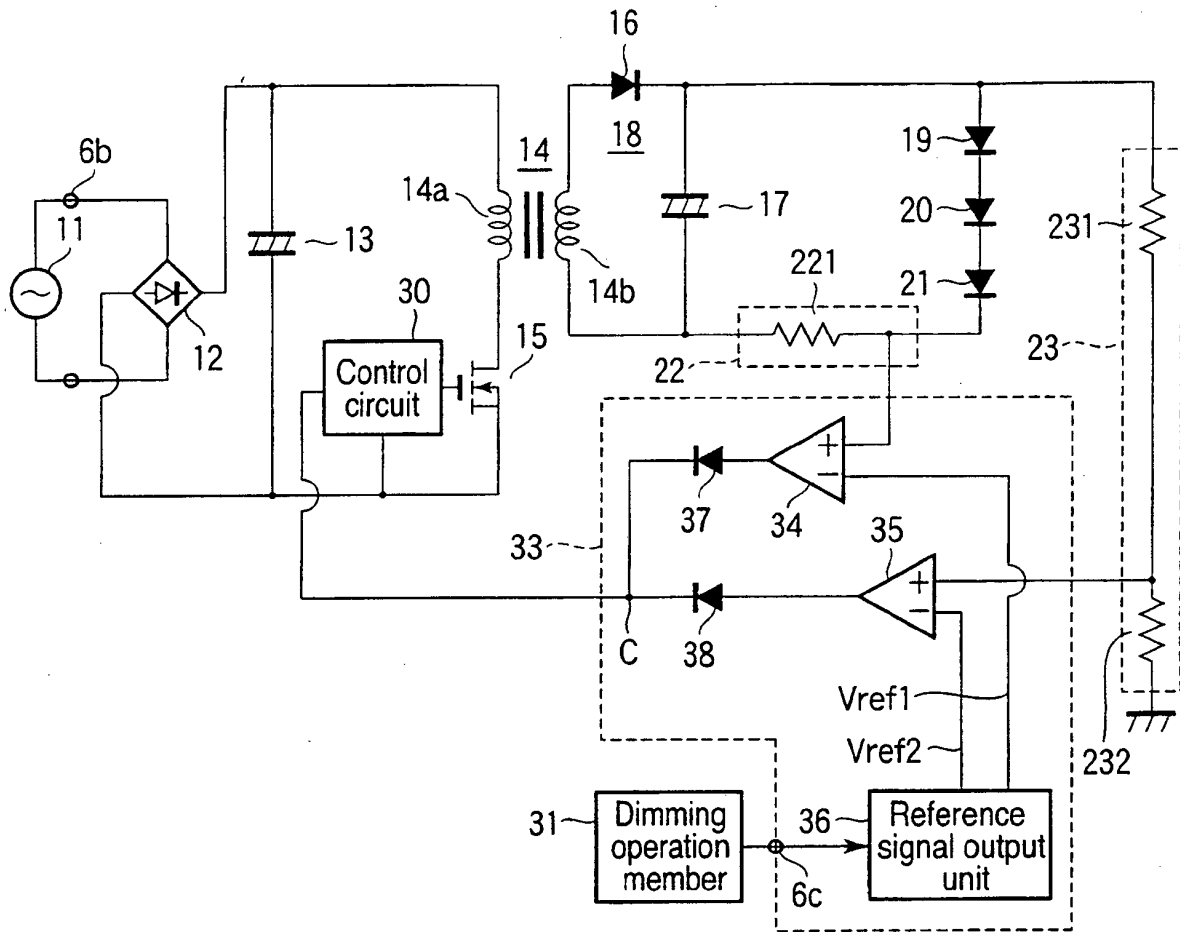 16
6b
14
18
19
11
14a
13
17
20
231
221
14b
21
12
30
15
22
23
Control
circuit
+
−
37
34
33
35
+
−
C
38
Vref1
Vref2
232
31
Dimming
operation
member
36
Reference
signal output
unit
6c